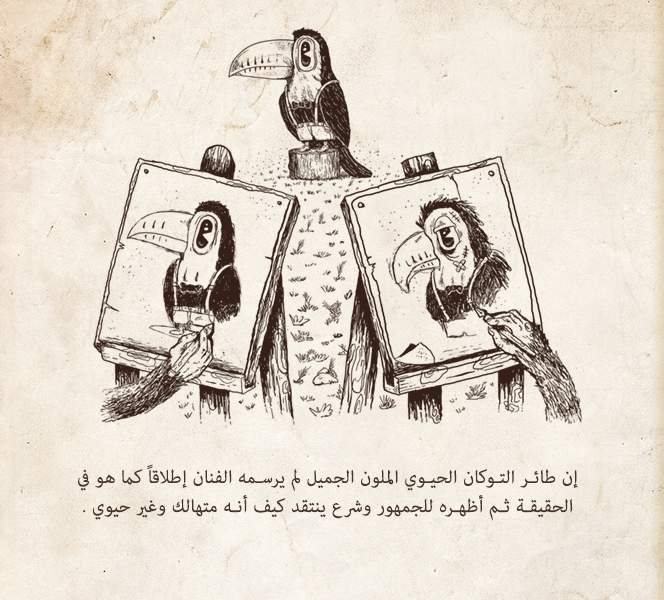 إن طائر التوكان الحيوي الملون الجميل لم يرسمه الفنان إطلاقاً كما هو في
الحقيقة ثم أظهره للجمهور وشرع ينتقد كيف أنه متهالك وغير حيوي .